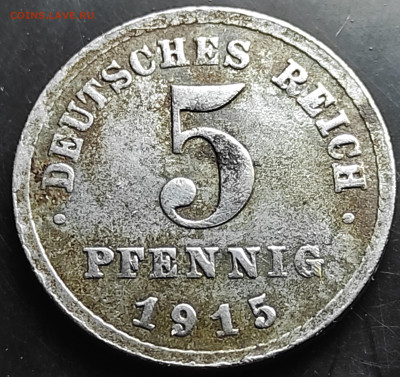 COINS.LAVE.RU
· DEUTSCHES REICH ·
5
PFENNIG
1915